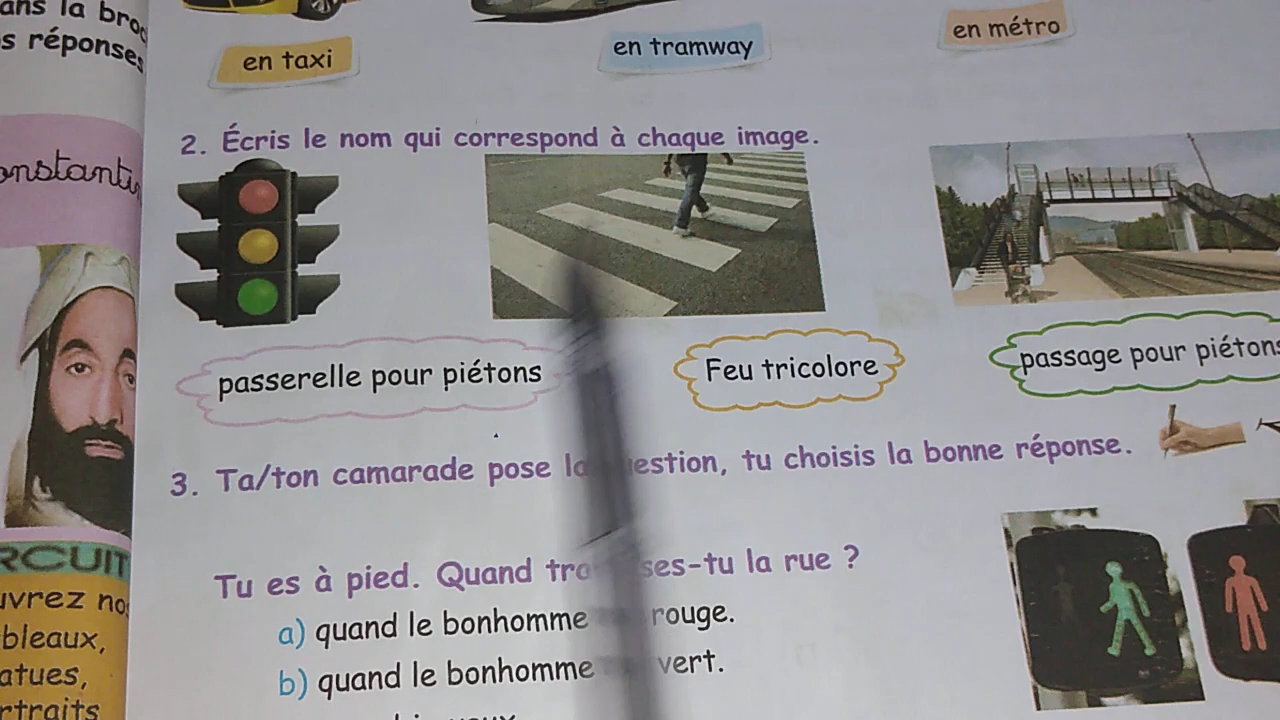 ans la
s réponses
en taxi
en tramway
en métro
2. Écris le nom qui correspond à chaque image.
passerelle pour piétons
Feu tricolore
passage pour piétons
3. Ta/ton camarade pose la estion, tu choisis la bonne réponse.
Tu es à pied. Quand tra ses-tu la rue ?
a) quand le bonhomme rouge.
b) quand le bonhomme vert.
onstantin
RCUIT
uvrez nos
bleaux,
atues,
rtraits